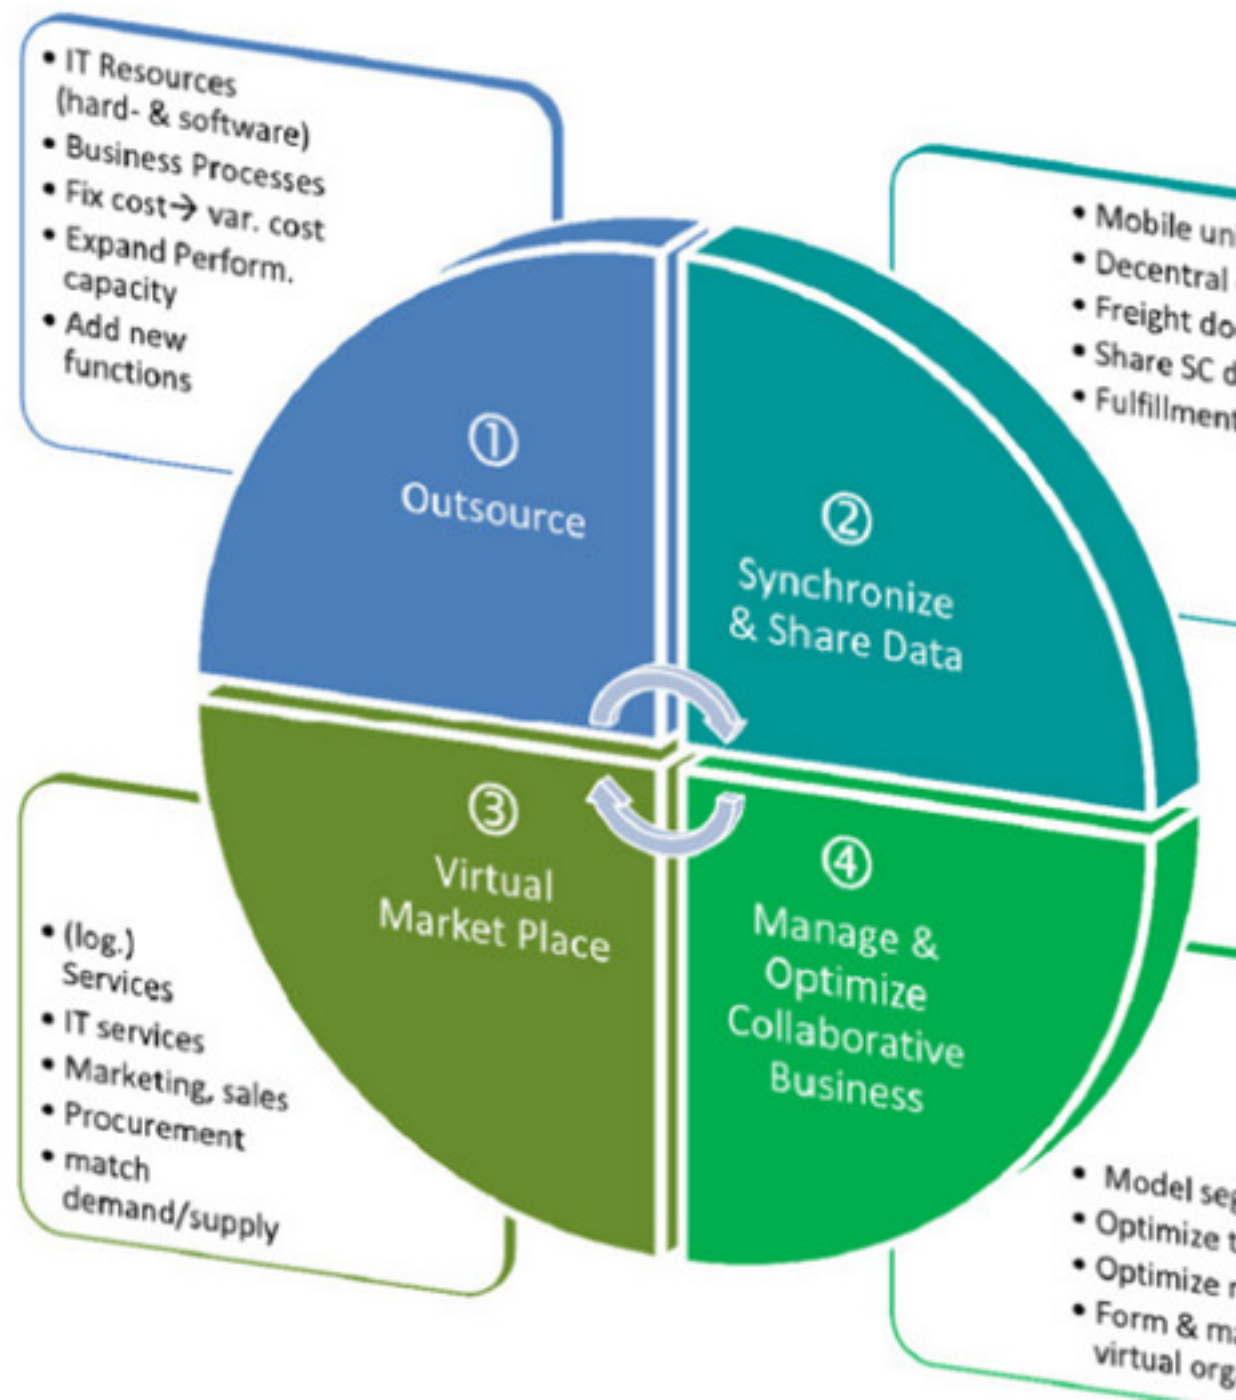 • IT Resources
(hard- & software)
• Business Processes
• Fix cost→ var. cost
• Expand Perform.
capacity
• Add new
functions
• Mobile
• Decentral
• Freight
• Share SC
• Fulfillment
①
Outsource
②
Synchronize
& Share Data
③
Virtual
Market Place
④
Manage &
Optimize
Collaborative
Business
• (log.)
Services
• IT services
• Marketing, sales
• Procurement
• match
demand/supply
• Model
• Optimize
• Optimize
• Form &
virtual